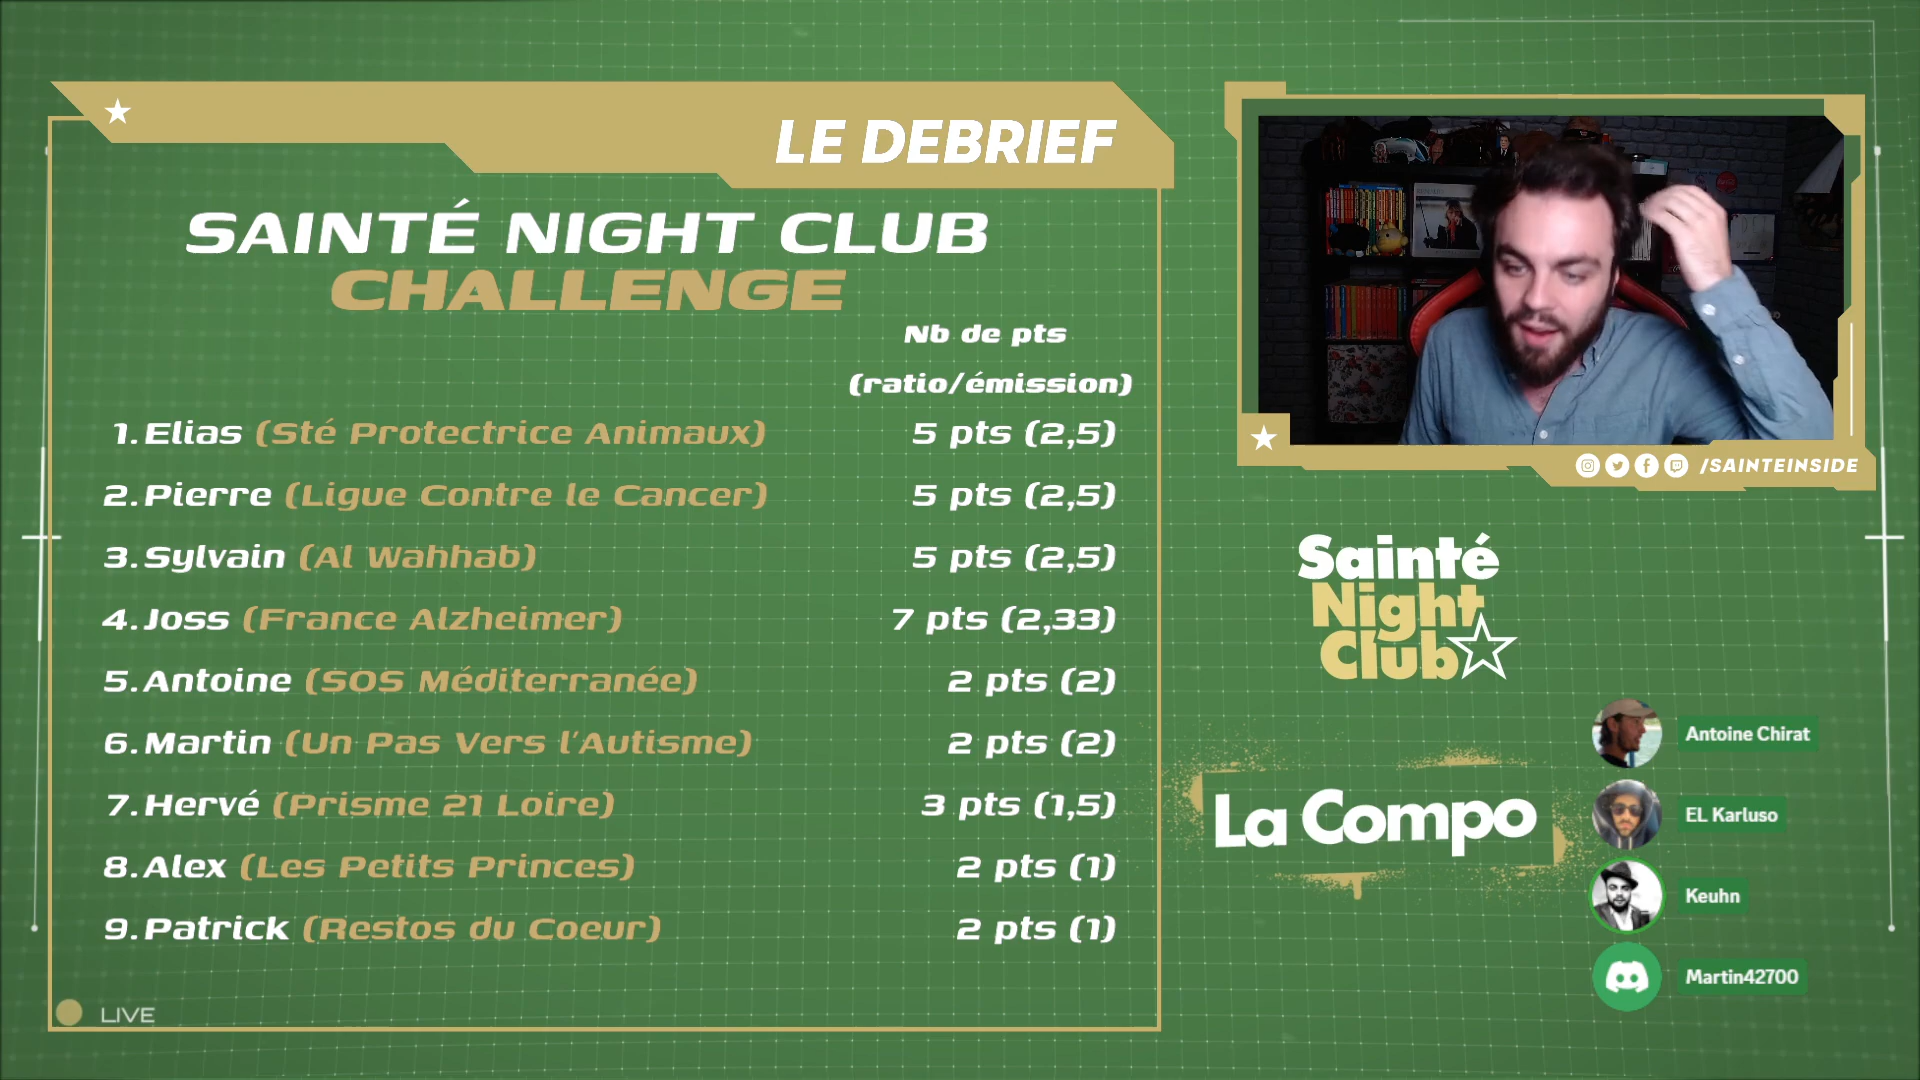 LE DEBRIEF
SAINTÉ NIGHT CLUB
CHALLENGE
Nb de pts
(ratio/émission)
1. Elias (Sté Protectrice Animaux) 5 pts (2,5)
2. Pierre (Ligue Contre le Cancer) 5 pts (2,5)
3. Sylvain (Al Wahhab) 5 pts (2,5)
4. Joss (France Alzheimer) 7 pts (2,33)
5. Antoine (SOS Méditerranée) 2 pts (2)
6. Martin (Un Pas Vers l'Autisme) 2 pts (2)
7. Hervé (Prisme 21 Loire) 3 pts (1,5)
8. Alex (Les Petits Princes) 2 pts (1)
9. Patrick (Restos du Coeur) 2 pts (1)
LIVE
/SAINTEINSIDE
Sainté
Night
Club
La Compo
Antoine Chirat
EL Karluso
Keuhn
Martin42700